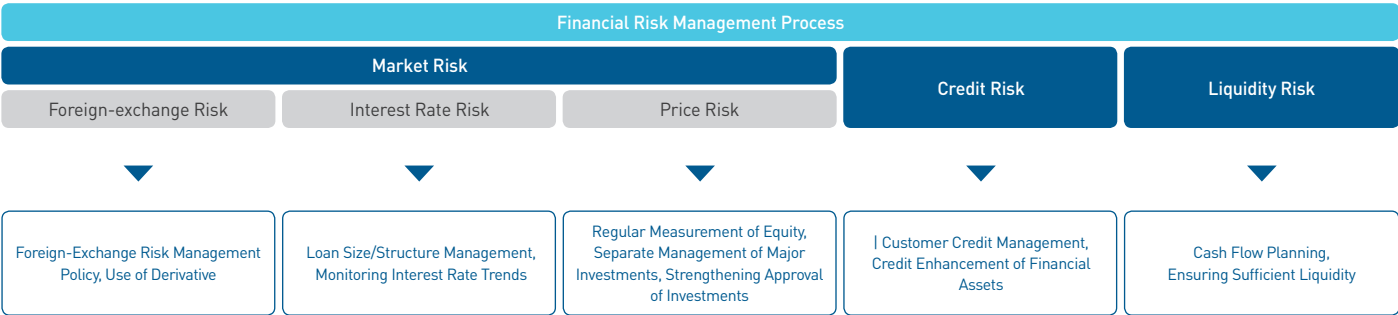 Financial Risk Management Process
Market Risk
Credit Risk
Liquidity Risk
Foreign-exchange Risk
Interest Rate Risk
Price Risk
Foreign-Exchange Risk Management
Policy, Use of Derivative
Loan Size/Structure Management,
Monitoring Interest Rate Trends
Regular Measurement of Equity,
Separate Management of Major
Investments, Strengthening Approval
of Investments
| Customer Credit Management,
Credit Enhancement of Financial
Assets
Cash Flow Planning,
Ensuring Sufficient Liquidity